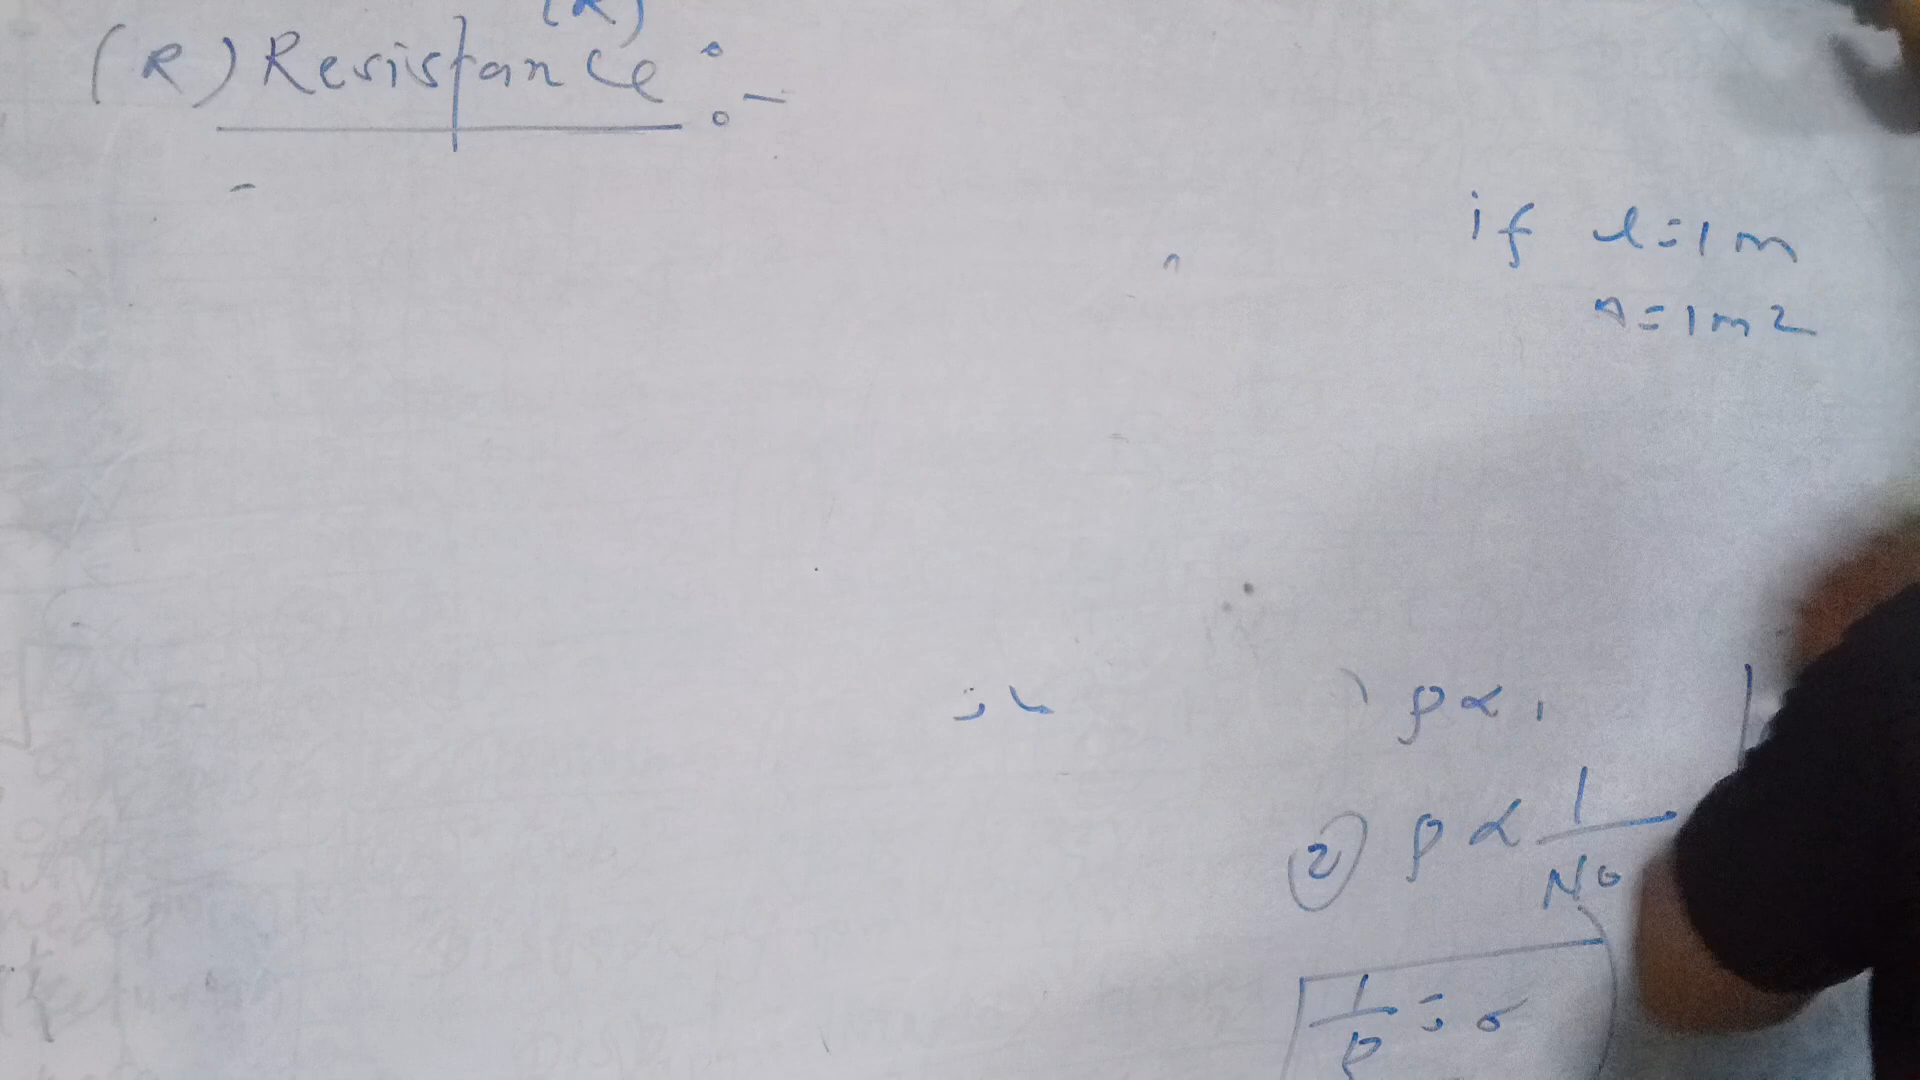 (R) Resistance :-
if l=1m
A=1m2
ρ∝
② ρ∝ 1/No
1/ρ = σ